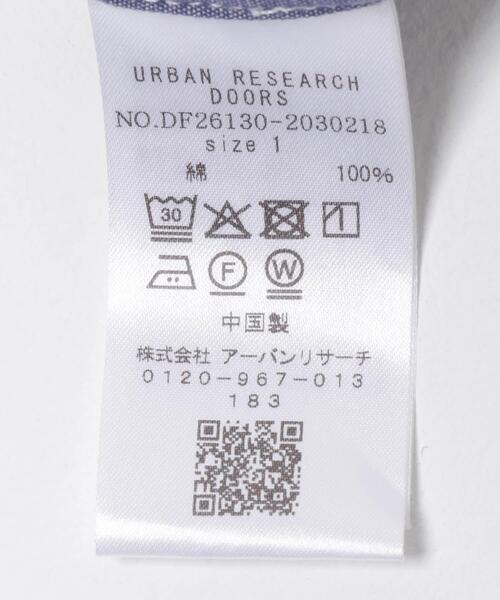 URBAN RESEARCH
DOORS
NO.DF26130-2030218
size 1
綿 100%
30
F W
中国製
株式会社 アーバンリサーチ
0120-967-013
183